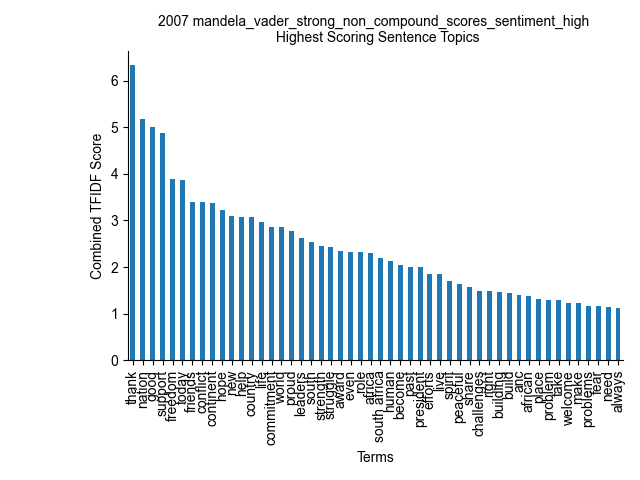 2007 mandela_vader_strong_non_compound_scores_sentiment_high
Highest Scoring Sentence Topics
Combined TFIDF Score
6
5
4
3
2
1
0
thank
nation
good
support
freedom
today
friends
conflict
continent
hope
new
help
country
life
commitment
world
proud
leaders
south
strength
struggle
award
even
role
africa
south africa
human
become
past
president
efforts
live
spirit
peaceful
share
challenges
right
building
build
anc
african
place
problem
take
welcome
make
problems
fear
need
always
Terms